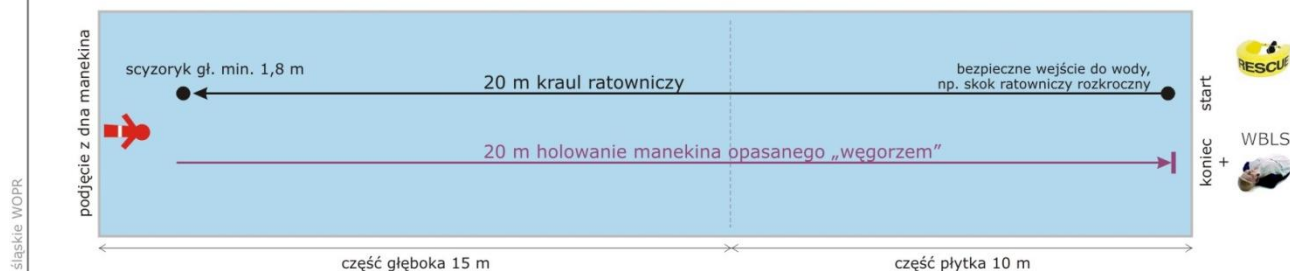 podjęcie z dna manekina
scyzoryk gł. min. 1,8 m
20 m kraul ratowniczy
bezpieczne wejście do wody,
np. skok ratowniczy rozkroczny
start
RESCUE
20 m holowanie manekina opasanego „węgorzem”
koniec
+
WBLS
śląskie WOPR
część głęboka 15 m
część płytka 10 m